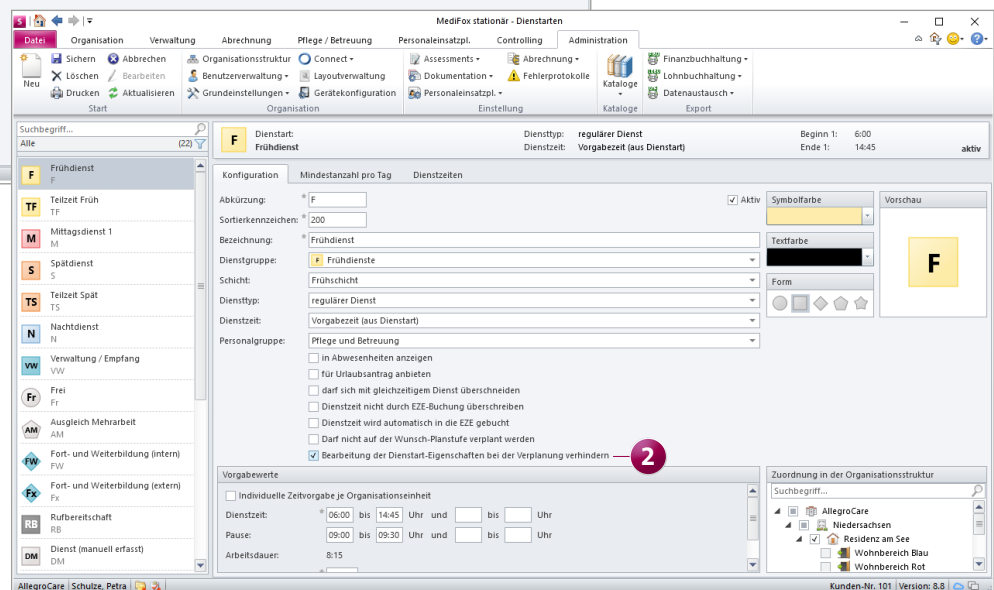 S MediFox stationär - Dienstarten
Datei Organisation Verwaltung Abrechnung Pflege / Betreuung Personaleinsatzpl. Controlling Administration
Neu
Sichern Abbrechen
Löschen Bearbeiten
Drucken Aktualisieren
Start
Organisationsstruktur Connect
Benutzerverwaltung Layoutverwaltung
Grundeinstellungen Gerätekonfiguration
Organisation
Assessments Abrechnung
Dokumentation Fehlerprotokolle
Personaleinsatzpl.
Einstellung
Kataloge
Kataloge
Finanzbuchhaltung
Lohnbuchhaltung
Datenaustausch
Export
Suchbegriff...
Alle (22)
F Frühdienst
F
TF Teilzeit Früh
TF
M Mittagsdienst 1
M
S Spätdienst
S
TS Teilzeit Spät
TS
N Nachtdienst
N
VW Verwaltung / Empfang
VW
Fr Frei
Fr
AM Ausgleich Mehrarbeit
AM
FW Fort- und Weiterbildung (intern)
FW
Fx Fort- und Weiterbildung (extern)
Fx
RB Rufbereitschaft
RB
DM Dienst (manuell erfasst)
DM
F Dienstart: Diensttyp: regulärer Dienst Beginn 1: 6:00
Frühdienst Dienstzeit: Vorgabezeit (aus Dienstart) Ende 1: 14:45 aktiv
Konfiguration Mindestanzahl pro Tag Dienstzeiten
Abkürzung: * F Aktiv
Sortierkennzeichen: * 200
Bezeichnung: * Frühdienst
Dienstgruppe: F Frühdienste
Schicht: Frühschicht
Diensttyp: regulärer Dienst
Dienstzeit: Vorgabezeit (aus Dienstart)
Personalgruppe: Pflege und Betreuung
in Abwesenheiten anzeigen
für Urlaubsantrag anbieten
darf sich mit gleichzeitigem Dienst überschneiden
Dienstzeit nicht durch EZE-Buchung überschreiben
Dienstzeit wird automatisch in die EZE gebucht
Darf nicht auf der Wunsch-Planstufe verplant werden
Bearbeitung der Dienstart-Eigenschaften bei der Verplanung verhindern 2
Symbolfarbe
Textfarbe
Form
Vorschau
F
Vorgabewerte
Individuelle Zeitvorgabe je Organisationseinheit
Dienstzeit: * 06:00 bis 14:45 Uhr und bis Uhr
Pause: 09:00 bis 09:30 Uhr und bis Uhr
Arbeitsdauer: 8:15
*
Zuordnung in der Organisationsstruktur
Suchbegriff...
AllegroCare
Niedersachsen
Residenz am See
Wohnbereich Blau
Wohnbereich Rot
AllegroCare Schulze, Petra Kunden-Nr. 101 Version: 8.8